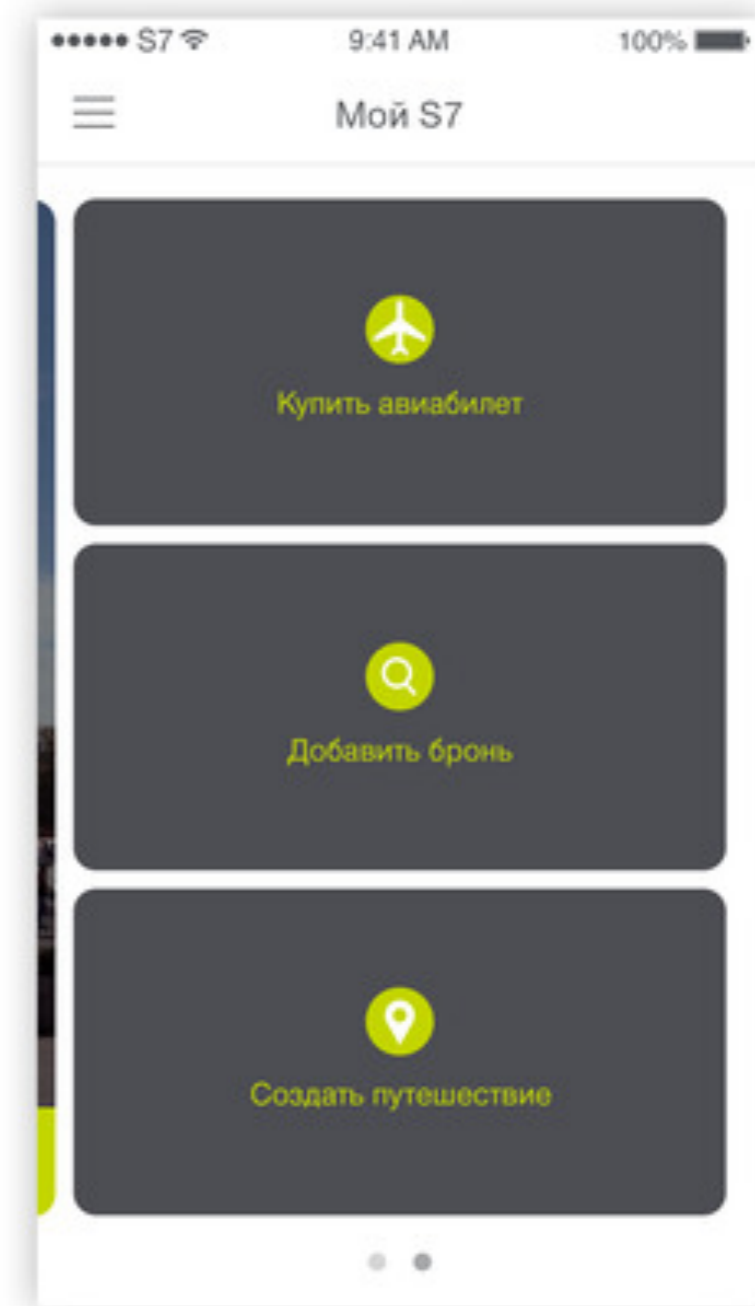 S7 9:41 AM 100%
Мой S7
Купить авиабилет
Добавить бронь
Создать путешествие